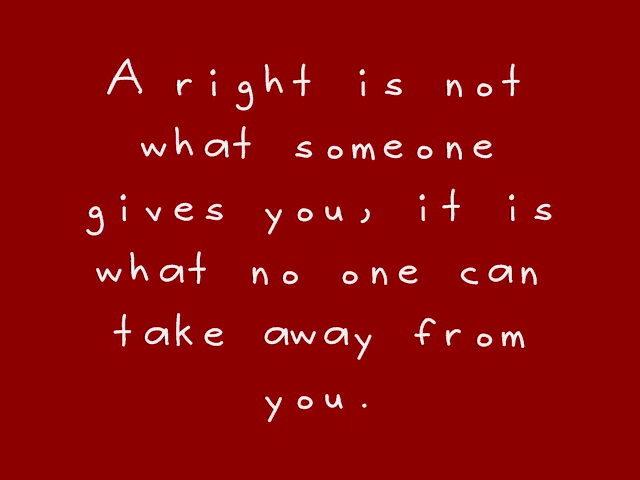 A right is not
what someone
gives you, it is
what no one can
take away from
you.